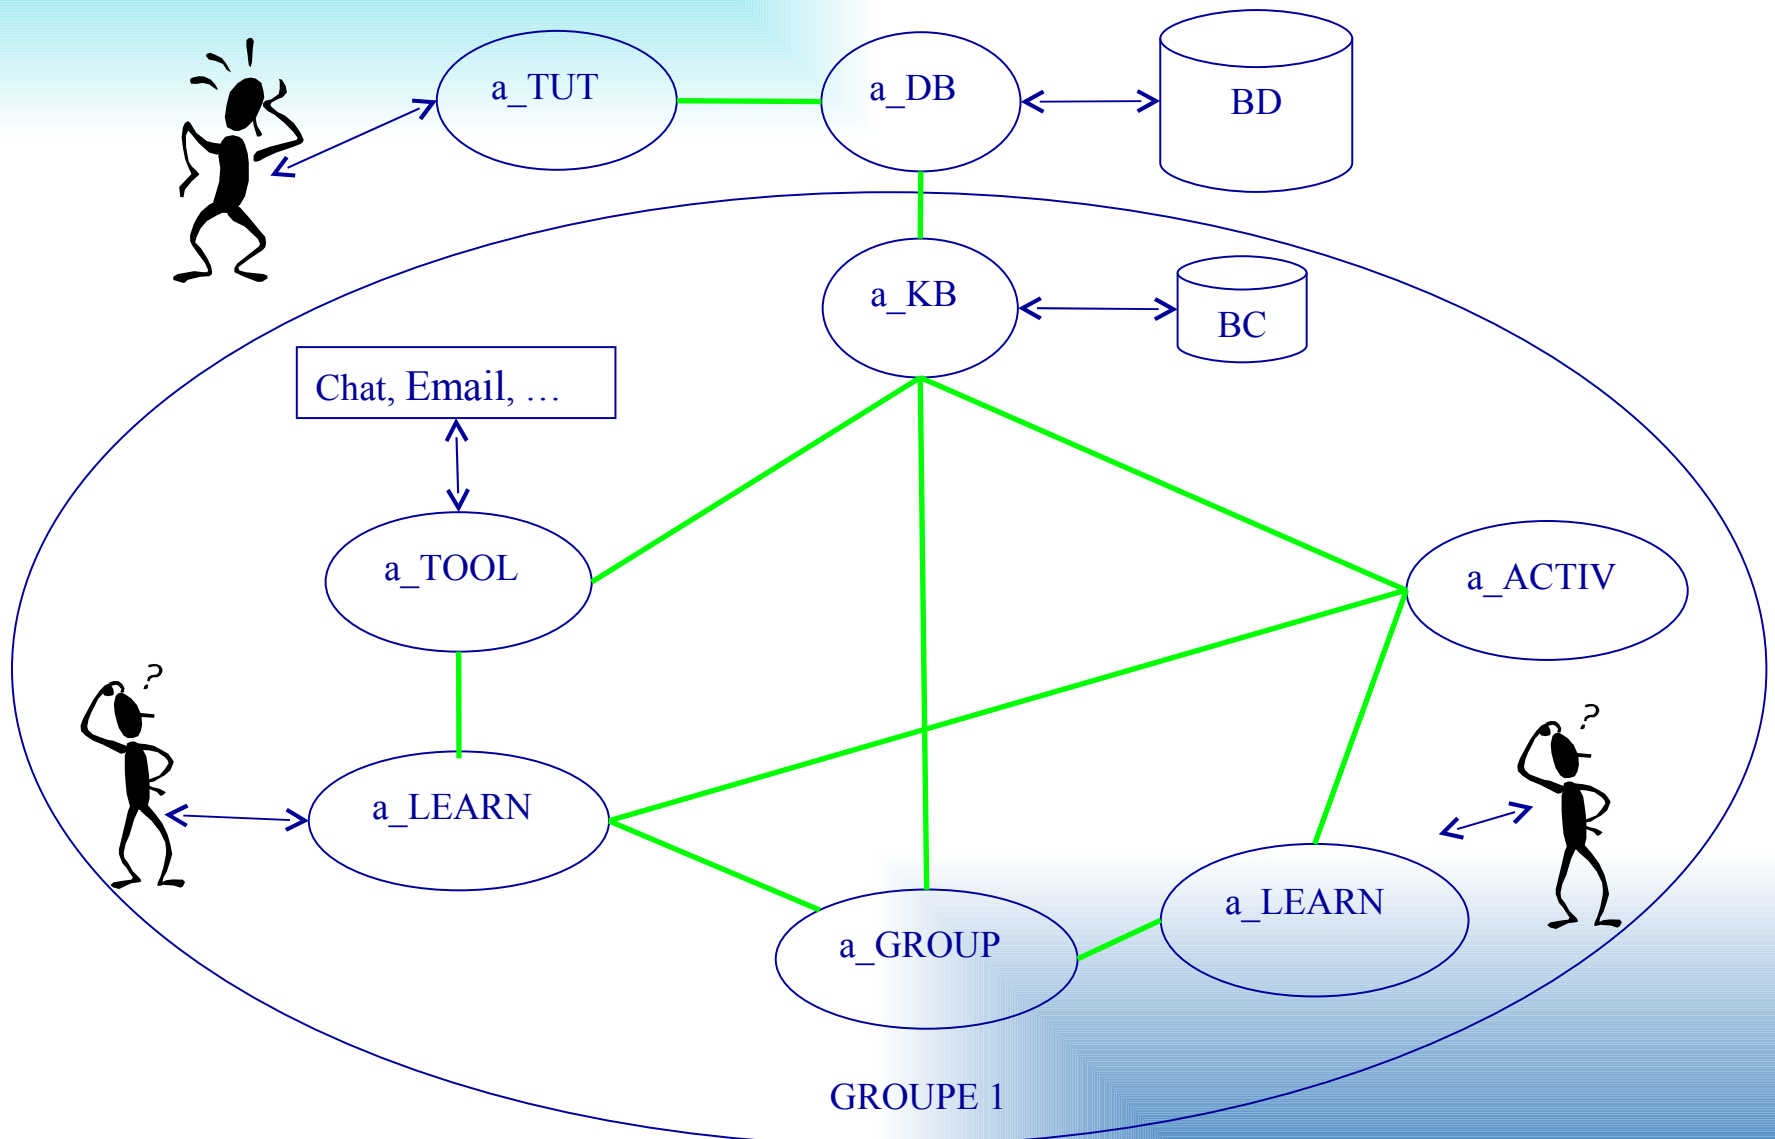 a_TUT
a_DB
BD
a_KB
BC
Chat, Email, …
a_TOOL
a_ACTIV
?
?
a_LEARN
a_LEARN
a_GROUP
GROUPE 1